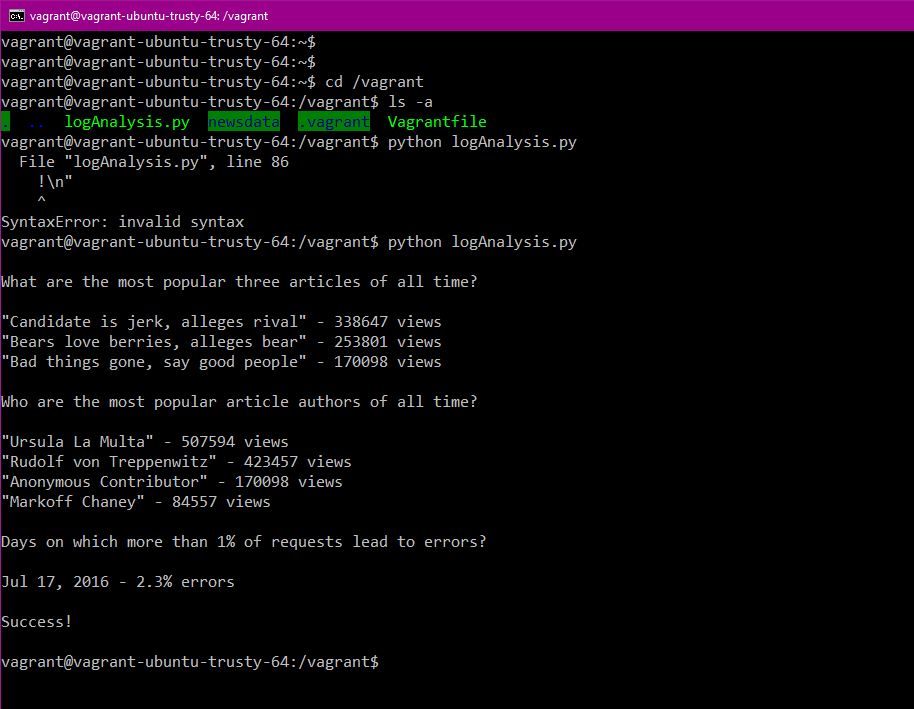 vagrant@vagrant-ubuntu-trusty-64: /vagrant
vagrant@vagrant-ubuntu-trusty-64:~$
vagrant@vagrant-ubuntu-trusty-64:~$
vagrant@vagrant-ubuntu-trusty-64:~$ cd /vagrant
vagrant@vagrant-ubuntu-trusty-64:/vagrant$ ls -a
.  ..  logAnalysis.py  newsdata  .vagrant  Vagrantfile
vagrant@vagrant-ubuntu-trusty-64:/vagrant$ python logAnalysis.py
  File "logAnalysis.py", line 86
    !\n"
    ^
SyntaxError: invalid syntax
vagrant@vagrant-ubuntu-trusty-64:/vagrant$ python logAnalysis.py
What are the most popular three articles of all time?
"Candidate is jerk, alleges rival" - 338647 views
"Bears love berries, alleges bear" - 253801 views
"Bad things gone, say good people" - 170098 views
Who are the most popular article authors of all time?
"Ursula La Multa" - 507594 views
"Rudolf von Treppenwitz" - 423457 views
"Anonymous Contributor" - 170098 views
"Markoff Chaney" - 84557 views
Days on which more than 1% of requests lead to errors?
Jul 17, 2016 - 2.3% errors
Success!
vagrant@vagrant-ubuntu-trusty-64:/vagrant$